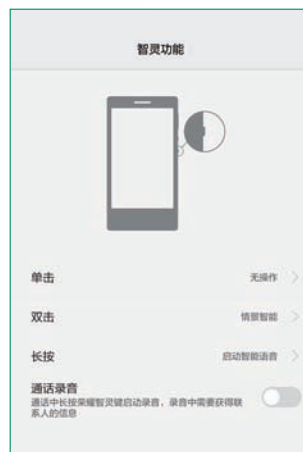 智灵功能
单击 无操作
双击 情景智能
长按 启动智能语音
通话录音
通话中长按荣耀智灵键启动录音，录音中需要获得联
系人的信息